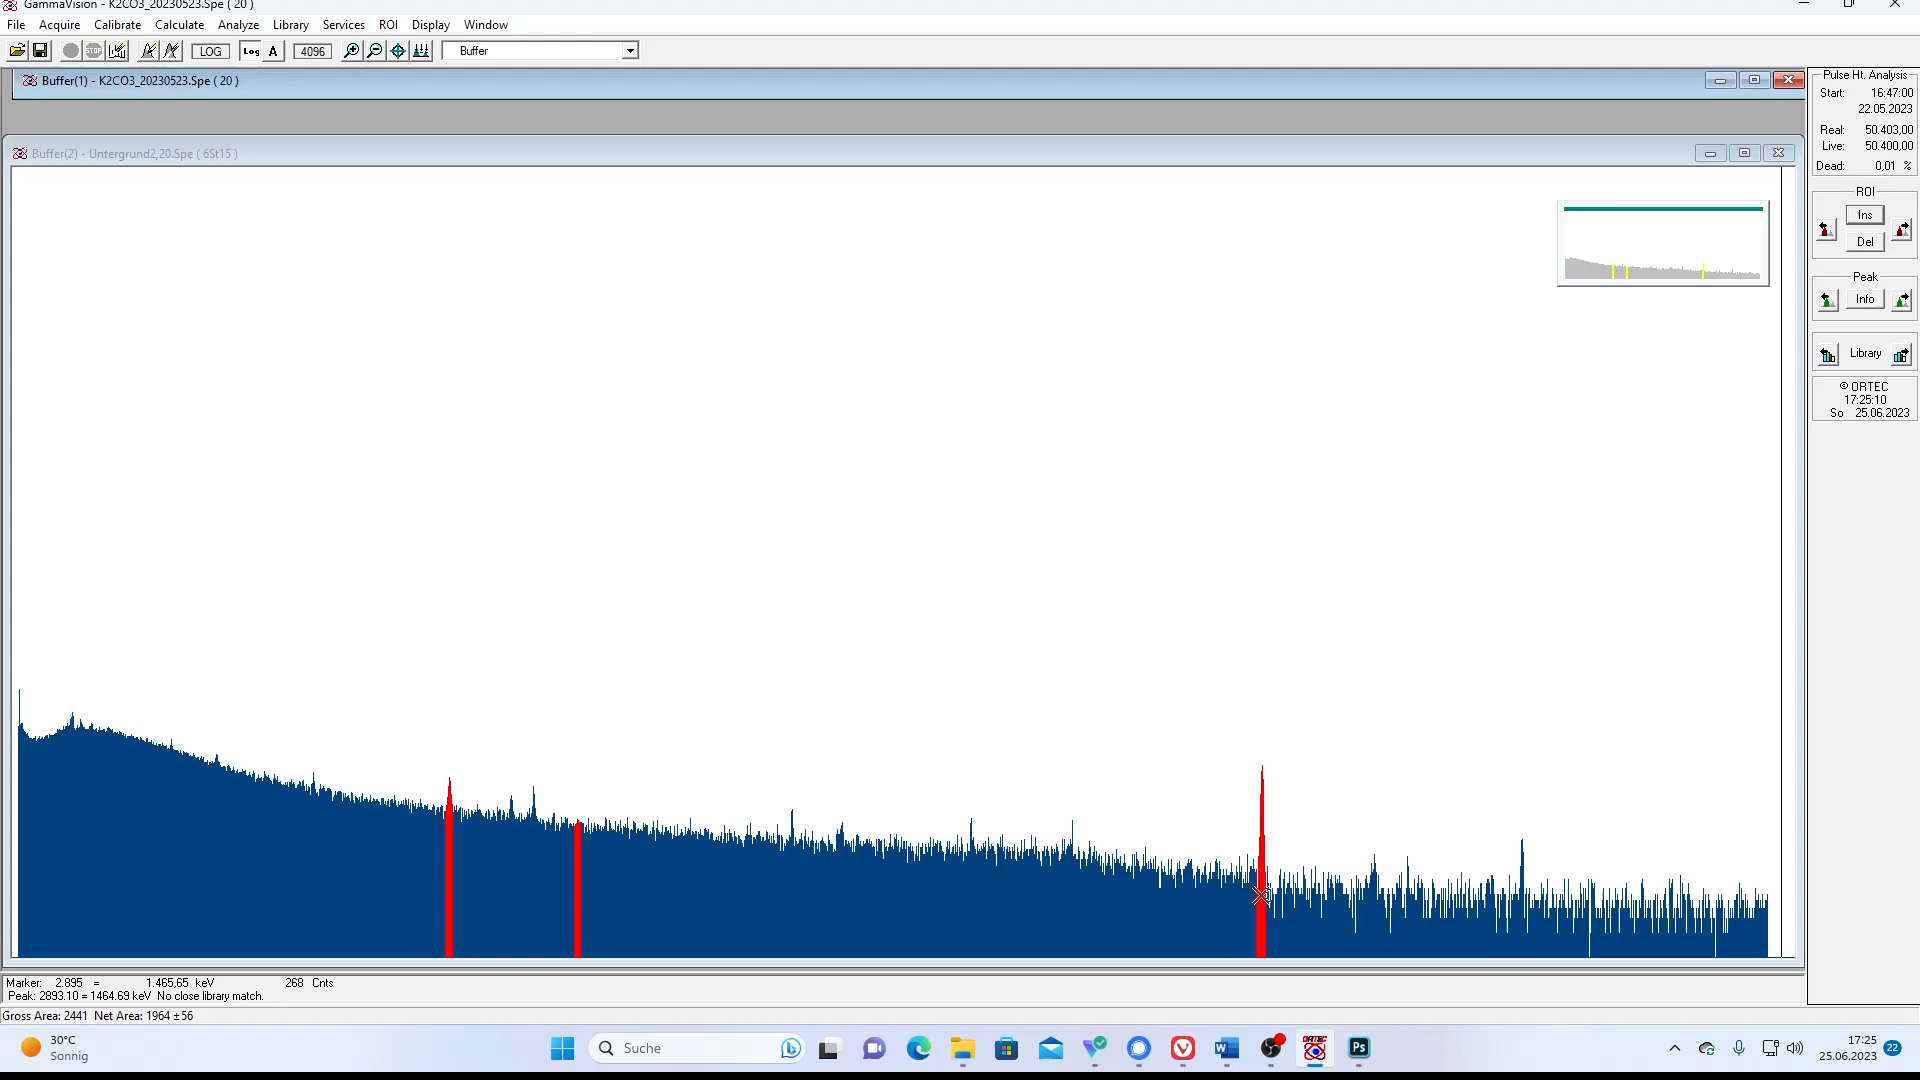 GammaVision - K2CO3_20230523.Spe ( 20 )
File Acquire Calibrate Calculate Analyze Library Services ROI Display Window
STOP LOG Log A 4096 Buffer
Buffer(1) - K2CO3_20230523.Spe ( 20 )
Buffer(2) - Untergrund2,20.Spe ( 6St15 )
Pulse Ht. Analysis
Start: 16:47:00
22.05.2023
Real: 50.403,00
Live: 50.400,00
Dead: 0,01 %
ROI
Ins
Del
Peak
Info
Library
© ORTEC
17:25:10
So 25.06.2023
Marker: 2.895 = 1.465,65 keV 268 Cnts
Peak: 2893.10 = 1464.69 keV No close library match.
Gross Area: 2441 Net Area: 1964 ±56
30°C
Sonnig
Suche
ORTEC
Ps
17:25
25.06.2023
22